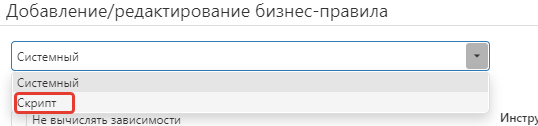 Добавление/редактирование бизнес-правила
Системный
Системный
Скрипт
Не вычислять зависимости
Инстру